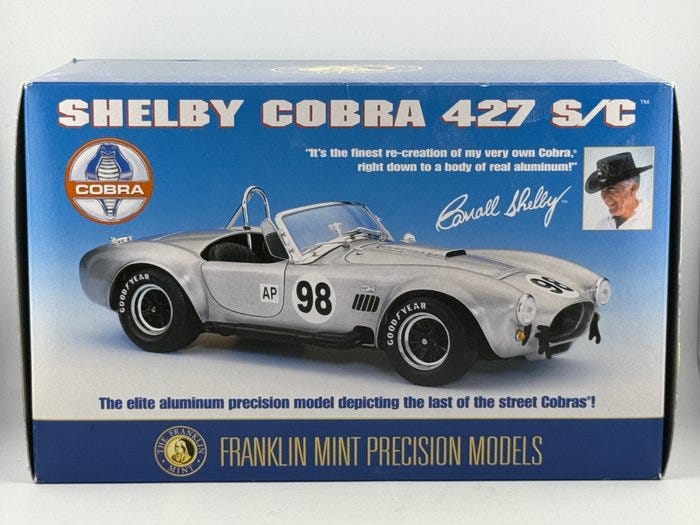 SHELBY COBRA 427 S/C™
"It's the finest re-creation of my very own Cobra,®
right down to a body of real aluminum!"
COBRA
Carroll Shelby™
AP
98
98
GOODYEAR
GOODYEAR
The elite aluminum precision model depicting the last of the street Cobras®!
THE FRANKLIN MINT
FRANKLIN MINT PRECISION MODELS